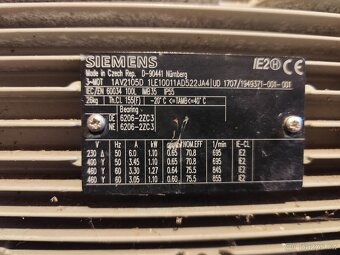 SIEMENS IE2 CE
Made in Czech Rep. D-90441 Nürnberg
3-MOT 1AV2105D 1LE10011AD522JA4 UD 1707/1949371-001-001
IEC/EN 60034 100L IMB35 IP55
26kg Th.CL 155(F) -20°C <=TAMB<=40°C
Bearing
6206-2ZC3
NE 6206-2ZC3
V Hz A kW NOM.EFF 1/min IE-CL
230 Δ 50 6.0 1.10 0.65 70.8 695 IE2
400 Y 50 3.45 1.10 0.65 70.8 695 IE2
460 Y 60 3.30 1.27 0.64 75.5 845 IE2
460 Y 60 3.05 1.10 0.60 75.5 855 IE2